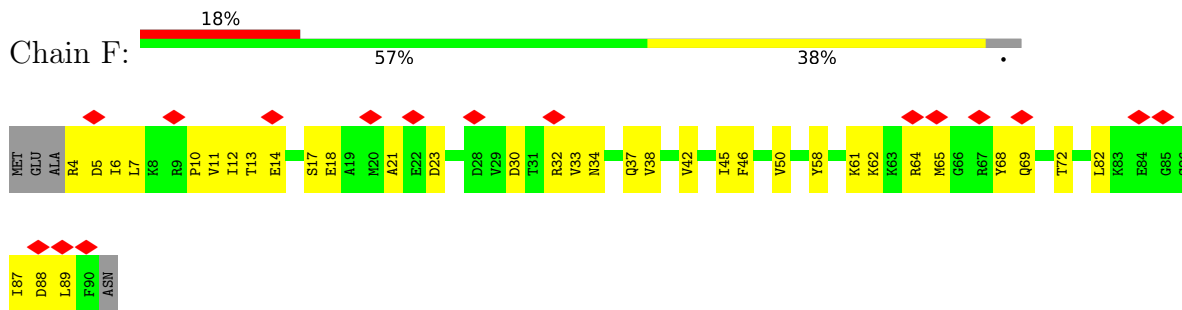 18%
Chain F:
57% 38% •
MET GLU ALA R4 D5 I6 L7 K8 R9 P10 V11 I12 T13 E14 S17 E18 A19 M20 A21 E22 D23 D28 V29 D30 T31 R32 V33 N34 Q37 V38 V42 I45 F46 V50 Y58 K61 K62 K63 R64 M65 G66 R67 Y68 Q69 T72 L82 K83 E84 G85
I87 D88 L89 F90 ASN